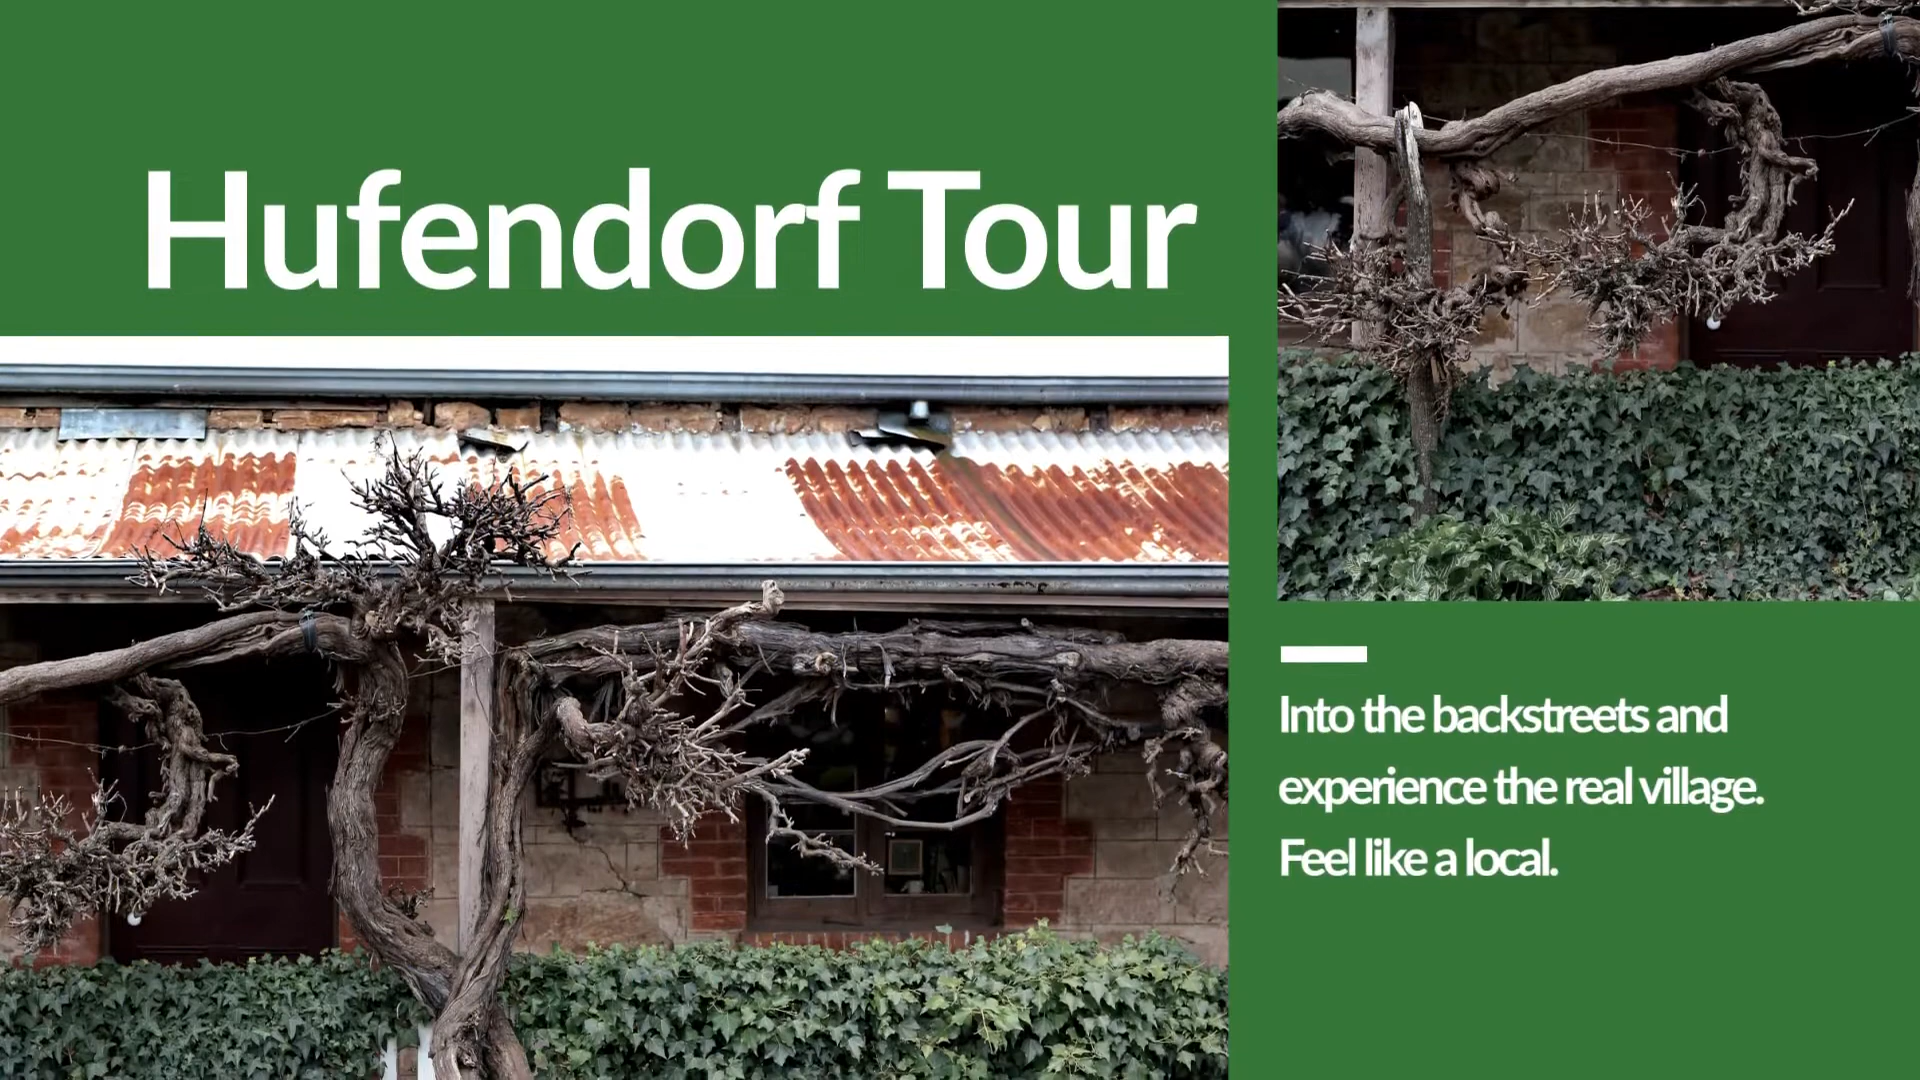 Hufendorf Tour
Into the backstreets and
experience the real village.
Feel like a local.